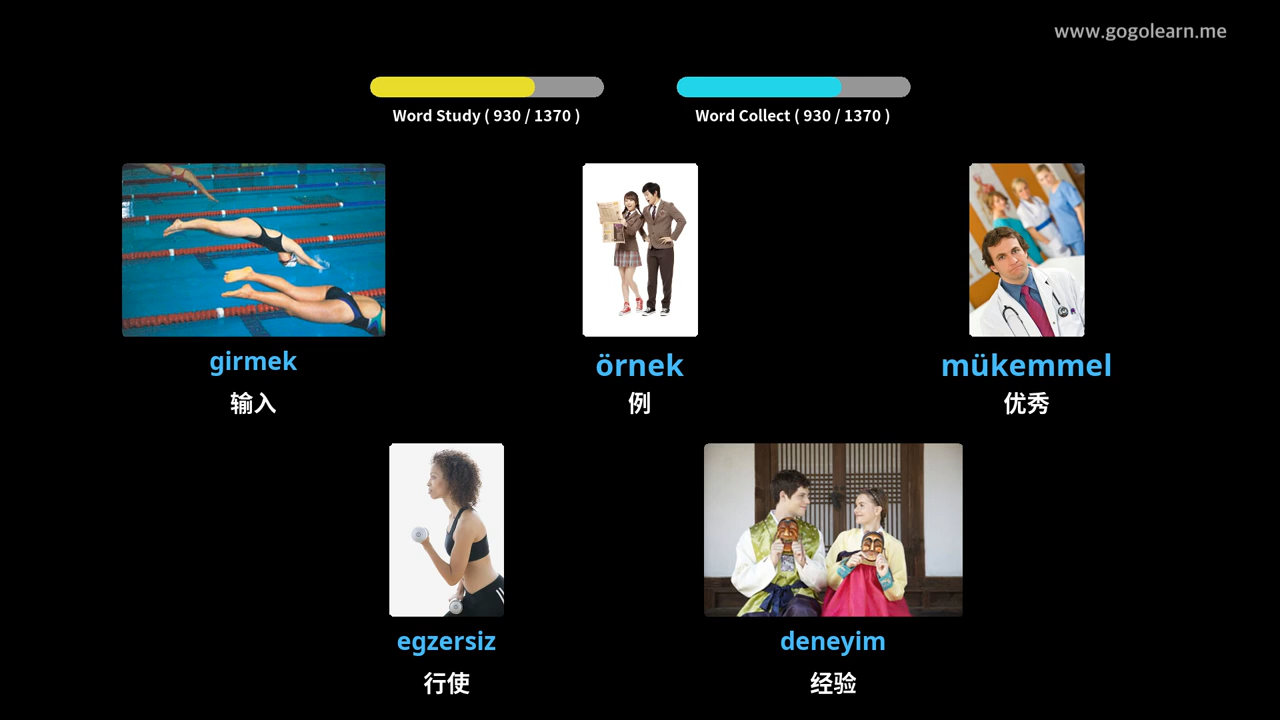 www.gogolearn.me
Word Study ( 930 / 1370 )
Word Collect ( 930 / 1370 )
girmek
输入
örnek
例
mükemmel
优秀
egzersiz
行使
deneyim
经验